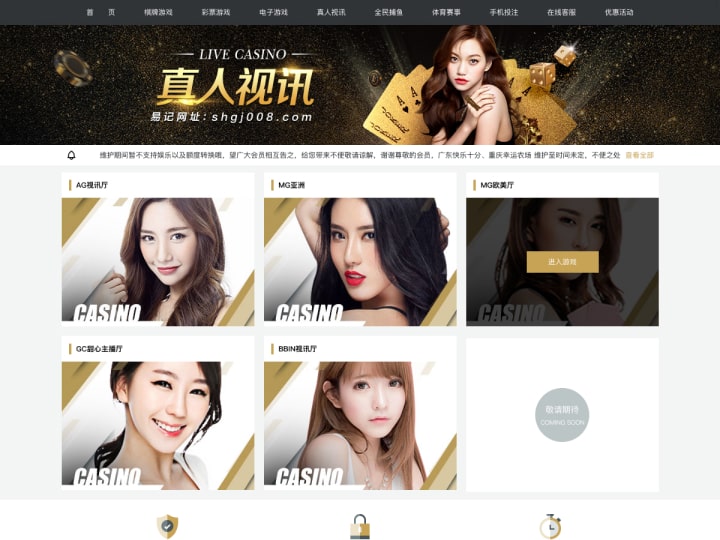 首 页 棋牌游戏 彩票游戏 电子游戏 真人视讯 全民捕鱼 体育赛事 手机投注 在线客服 优惠活动
LIVE CASINO
真人视讯
易记网址：shgj008.com
维护期间暂不支持娱乐以及额度转换哦，望广大会员相互告之，给您带来不便敬请谅解，谢谢尊敬的会员，广东快乐十分、重庆幸运农场 维护至时间未定，不便之处 查看全部
AG视讯厅 MG亚洲 MG欧美厅
进入游戏
CASINO CASINO
GC甜心主播厅 BBIN视讯厅
敬请期待
COMING SOON
CASINO CASINO